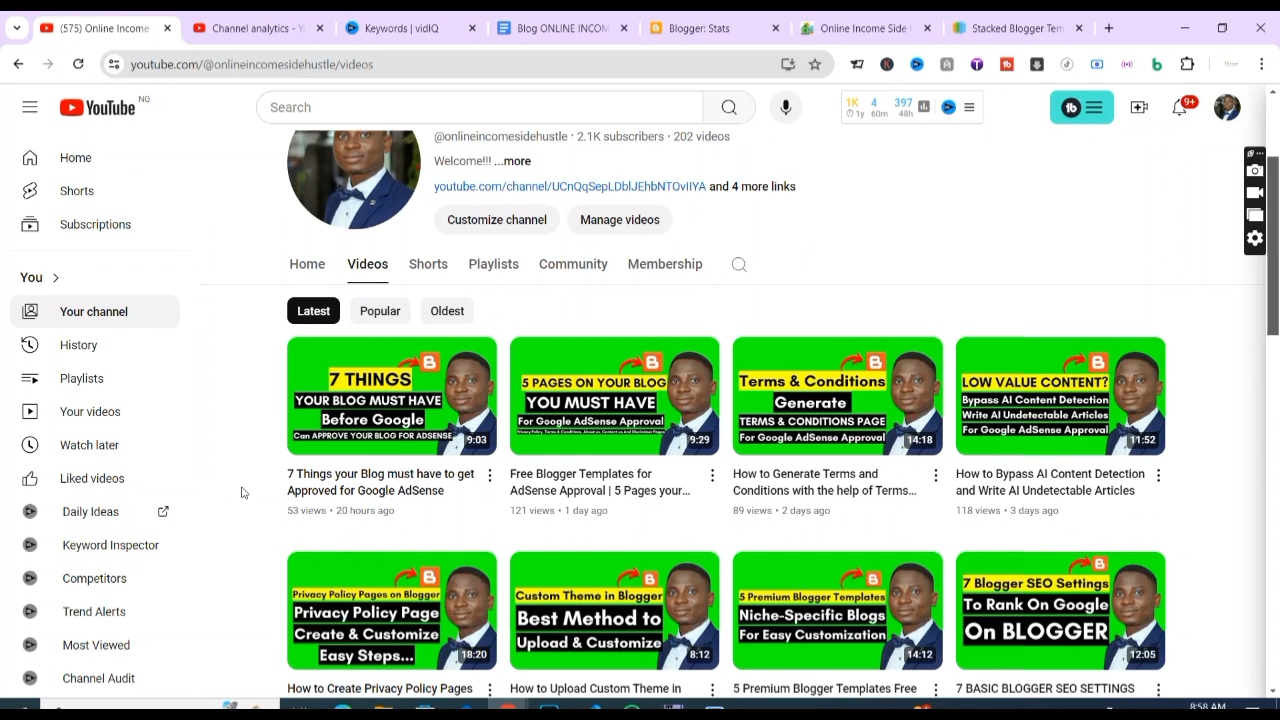 (575) Online Income
Channel analytics - Y
Keywords | vidIQ
Blog ONLINE INCOM
Blogger: Stats
Online Income Side
Stacked Blogger Tem
youtube.com/@onlineincomesidehustle/videos
YouTube NG
Search
1K 4 397
1y 60m 48h
9+
Home
Shorts
Subscriptions
You
Your channel
History
Playlists
Your videos
Watch later
Liked videos
Daily Ideas
Keyword Inspector
Competitors
Trend Alerts
Most Viewed
Channel Audit
@onlineincomesidehustle · 2.1K subscribers · 202 videos
Welcome!!! ...more
youtube.com/channel/UCnQqSepLDblJEhbNTOvIIYA and 4 more links
Customize channel
Manage videos
Home
Videos
Shorts
Playlists
Community
Membership
Latest
Popular
Oldest
7 THINGS
YOUR BLOG MUST HAVE
Before Google
Can APPROVE YOUR BLOG FOR ADSENSE
9:03
7 Things your Blog must have to get
Approved for Google AdSense
53 views · 20 hours ago
5 PAGES ON YOUR BLOG
YOU MUST HAVE
For Google AdSense Approval
Privacy Policy, Terms & Conditions, About us, Contact us And Disclaimer Pages
9:29
Free Blogger Templates for
AdSense Approval | 5 Pages your...
121 views · 1 day ago
Terms & Conditions
Generate
TERMS & CONDITIONS PAGE
For Google AdSense Approval
14:18
How to Generate Terms and
Conditions with the help of Terms...
89 views · 2 days ago
LOW VALUE CONTENT?
Bypass AI Content Detection
Write AI Undetectable Articles
For Google AdSense Approval
11:52
How to Bypass AI Content Detection
and Write AI Undetectable Articles
118 views · 3 days ago
Privacy Policy Pages on Blogger
Privacy Policy Page
Create & Customize
Easy Steps...
18:20
How to Create Privacy Policy Pages
Custom Theme in Blogger
Best Method to
Upload & Customize
8:12
How to Upload Custom Theme in
5 Premium Blogger Templates
Niche-Specific Blogs
For Easy Customization
14:12
5 Premium Blogger Templates Free
7 Blogger SEO Settings
To Rank On Google
On BLOGGER
12:05
7 BASIC BLOGGER SEO SETTINGS
8:58 AM